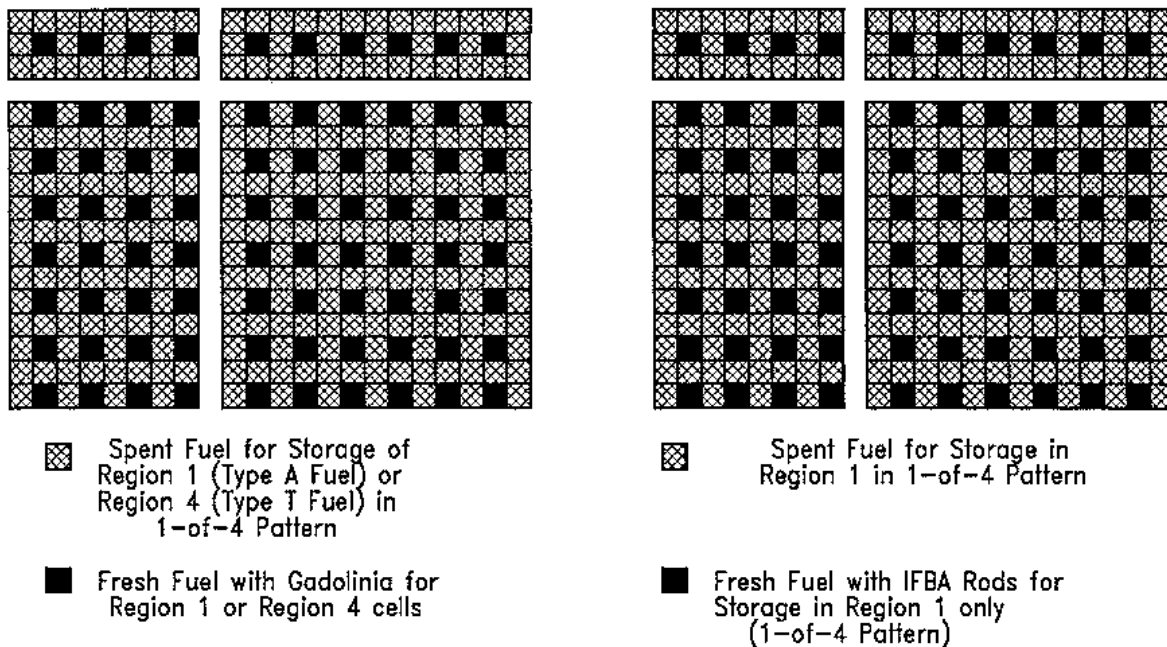 Spent Fuel for Storage of
Region 1 (Type A Fuel) or
Region 4 (Type T Fuel) in
1-of-4 Pattern
Fresh Fuel with Gadolinia for
Region 1 or Region 4 cells
Spent Fuel for Storage in
Region 1 in 1-of-4 Pattern
Fresh Fuel with IFBA Rods for
Storage in Region 1 only
(1-of-4 Pattern)